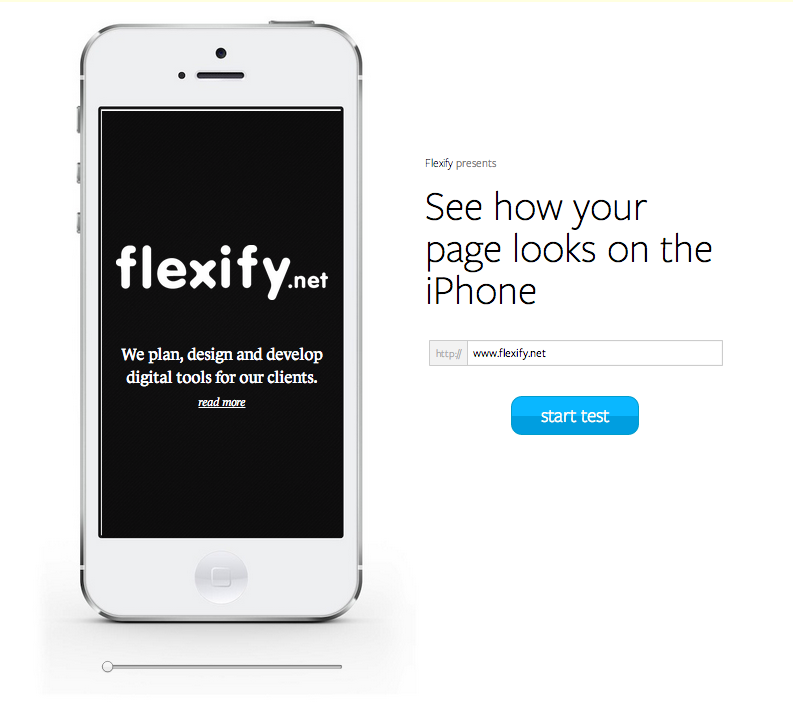 flexify.net
We plan, design and develop
digital tools for our clients.
read more
Flexify presents
See how your
page looks on the
iPhone
http:// www.flexify.net
start test